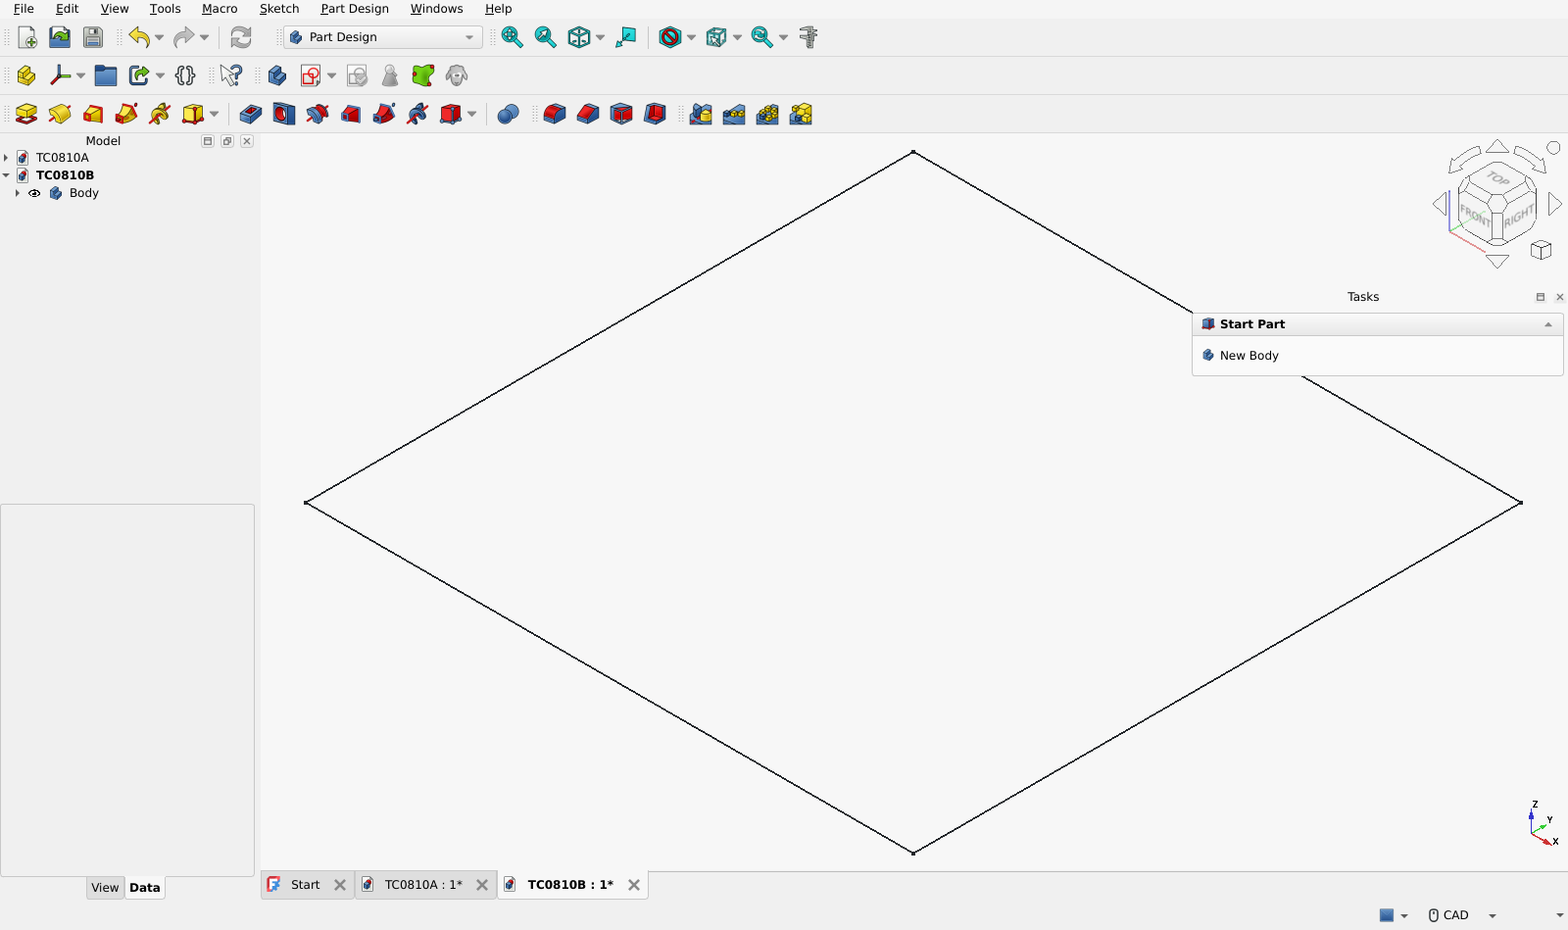 File Edit View Tools Macro Sketch Part Design Windows Help
Part Design
Model
TC0810A
TC0810B
Body
TOP
FRONT
RIGHT
Tasks
Start Part
New Body
Z
Y
X
View Data
Start TC0810A : 1* TC0810B : 1*
CAD